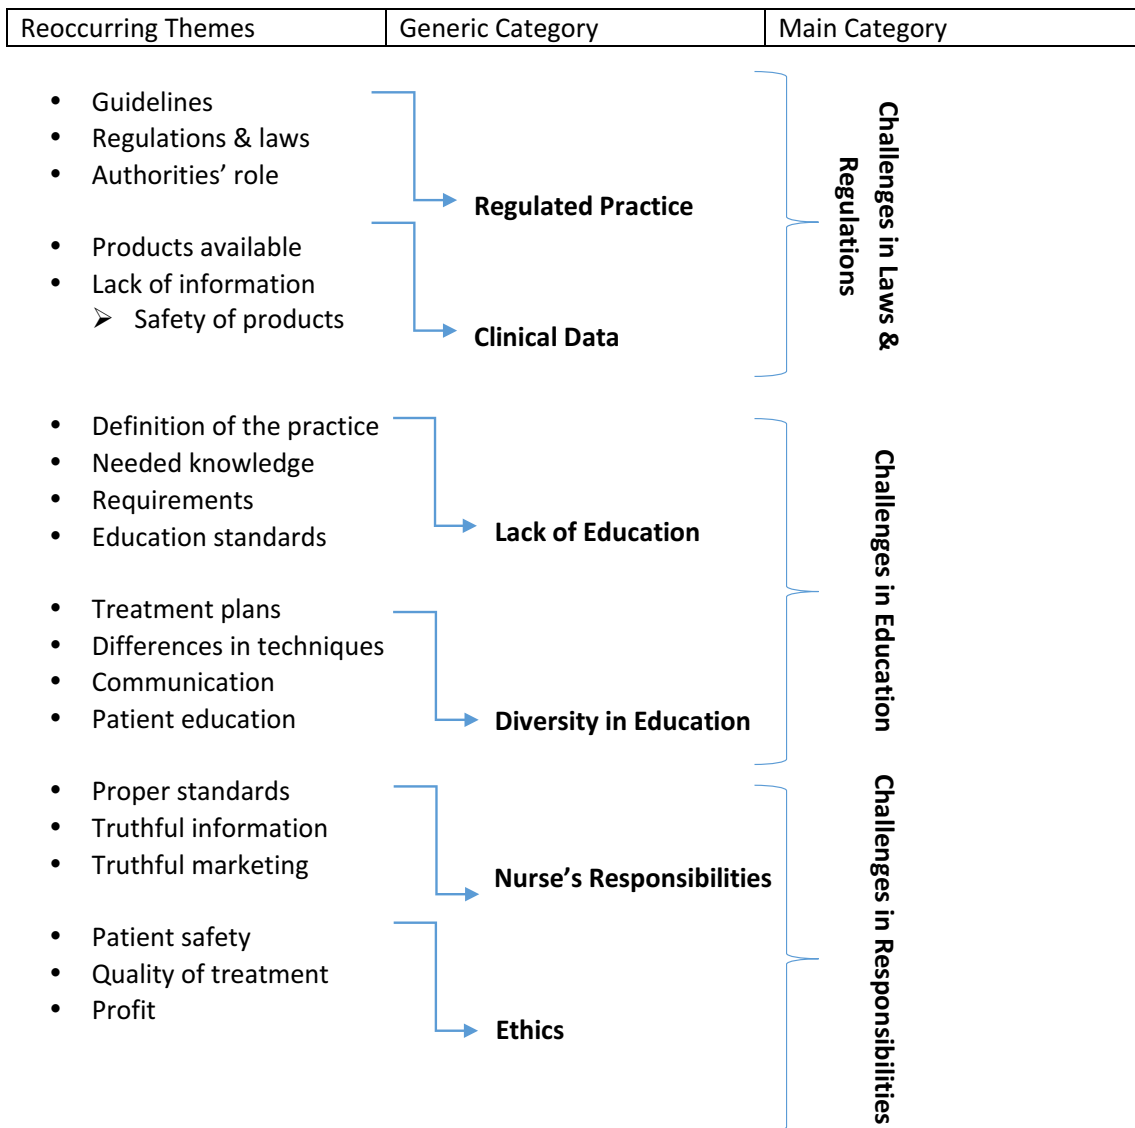 Reoccurring Themes
Generic Category
Main Category
• Guidelines
• Regulations & laws
• Authorities’ role
Regulated Practice
• Products available
• Lack of information
➢ Safety of products
Clinical Data
Challenges in Laws &
Regulations
• Definition of the practice
• Needed knowledge
• Requirements
• Education standards
Lack of Education
• Treatment plans
• Differences in techniques
• Communication
• Patient education
Diversity in Education
Challenges in Education
• Proper standards
• Truthful information
• Truthful marketing
Nurse’s Responsibilities
• Patient safety
• Quality of treatment
• Profit
Ethics
Challenges in Responsibilities